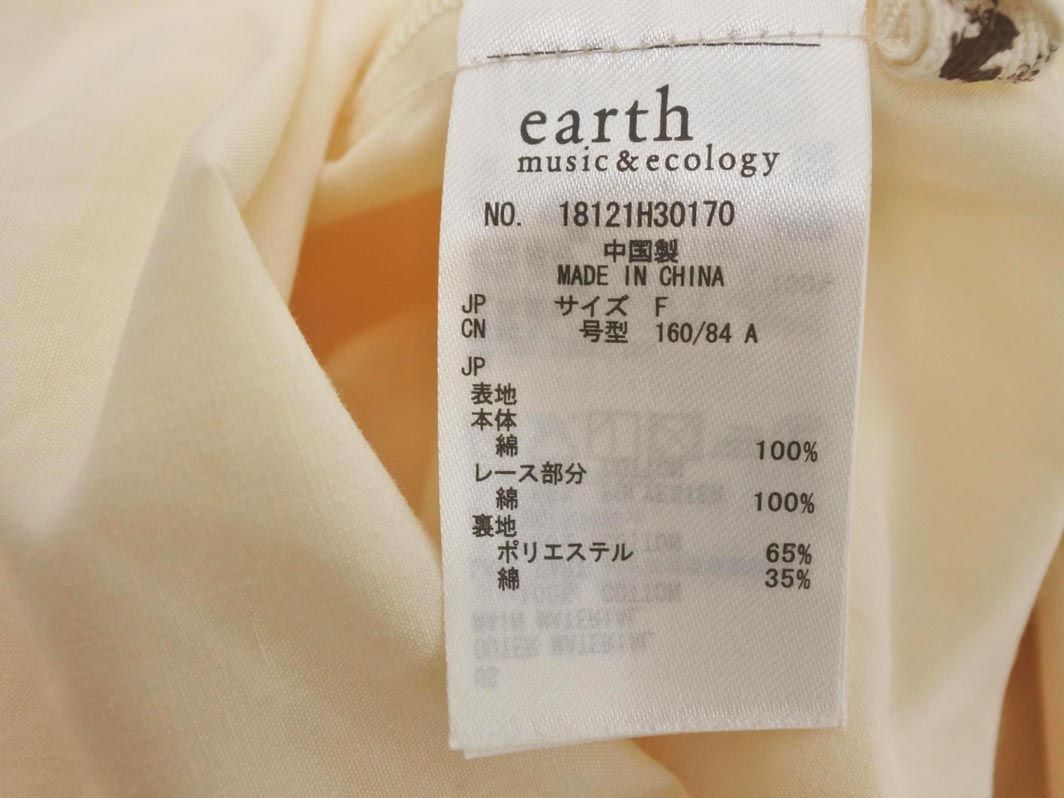 earth
music&ecology
NO. 18121H30170
中国製
MADE IN CHINA
JP サイズ F
CN 号型 160/84 A
JP
表地
本体
綿 100%
レース部分
綿 100%
裏地
ポリエステル 65%
綿 35%